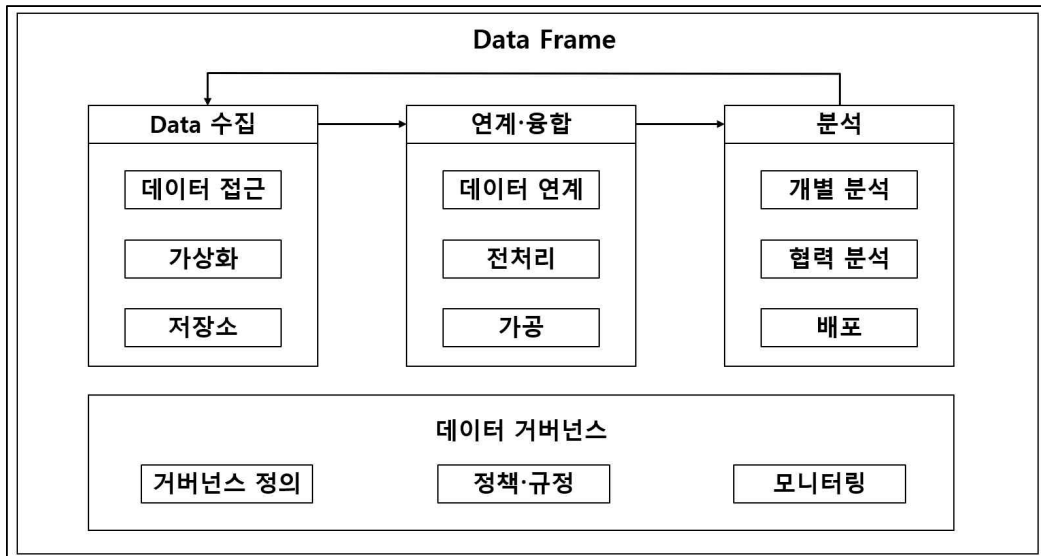 Data Frame
Data 수집
데이터 접근
가상화
저장소
연계·융합
데이터 연계
전처리
가공
분석
개별 분석
협력 분석
배포
데이터 거버넌스
거버넌스 정의
정책·규정
모니터링